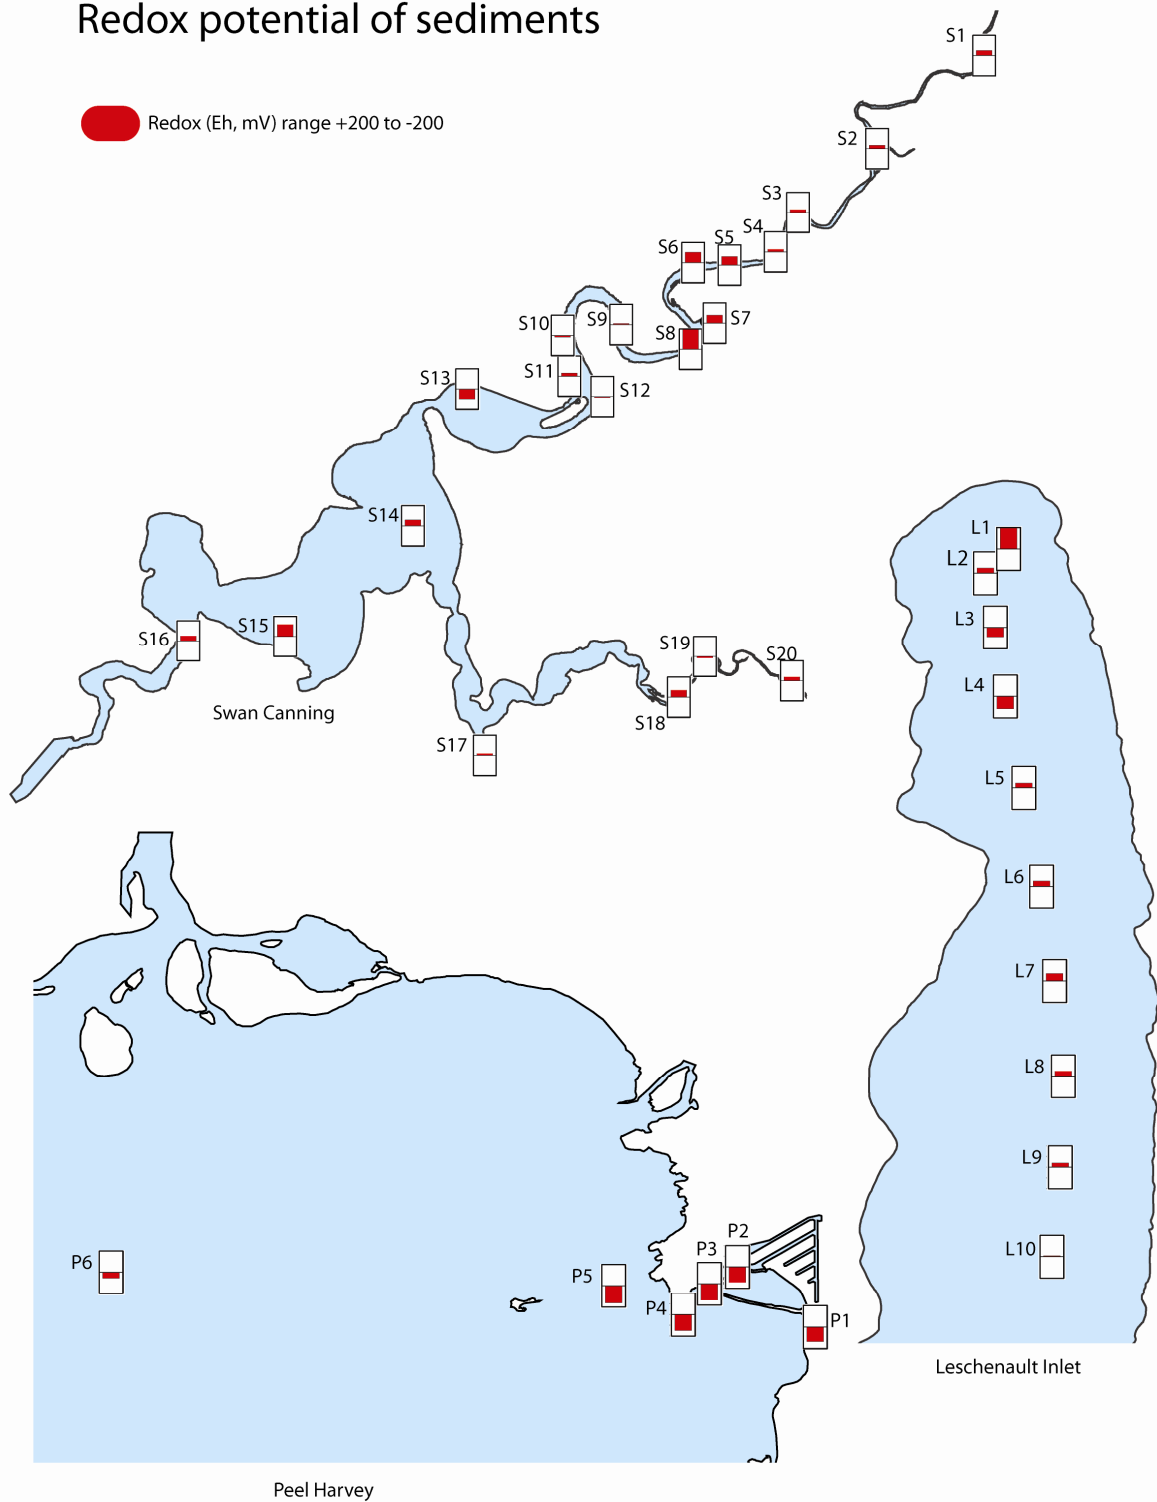 Redox potential of sediments
Redox (Eh, mV) range +200 to -200
S1
S2
S3
S4
S5
S6
S7
S8
S9
S10
S11
S12
S13
S14
S15
S16
S17
S18
S19
S20
Swan Canning
L1
L2
L3
L4
L5
L6
L7
L8
L9
L10
Leschenault Inlet
P1
P2
P3
P4
P5
P6
Peel Harvey